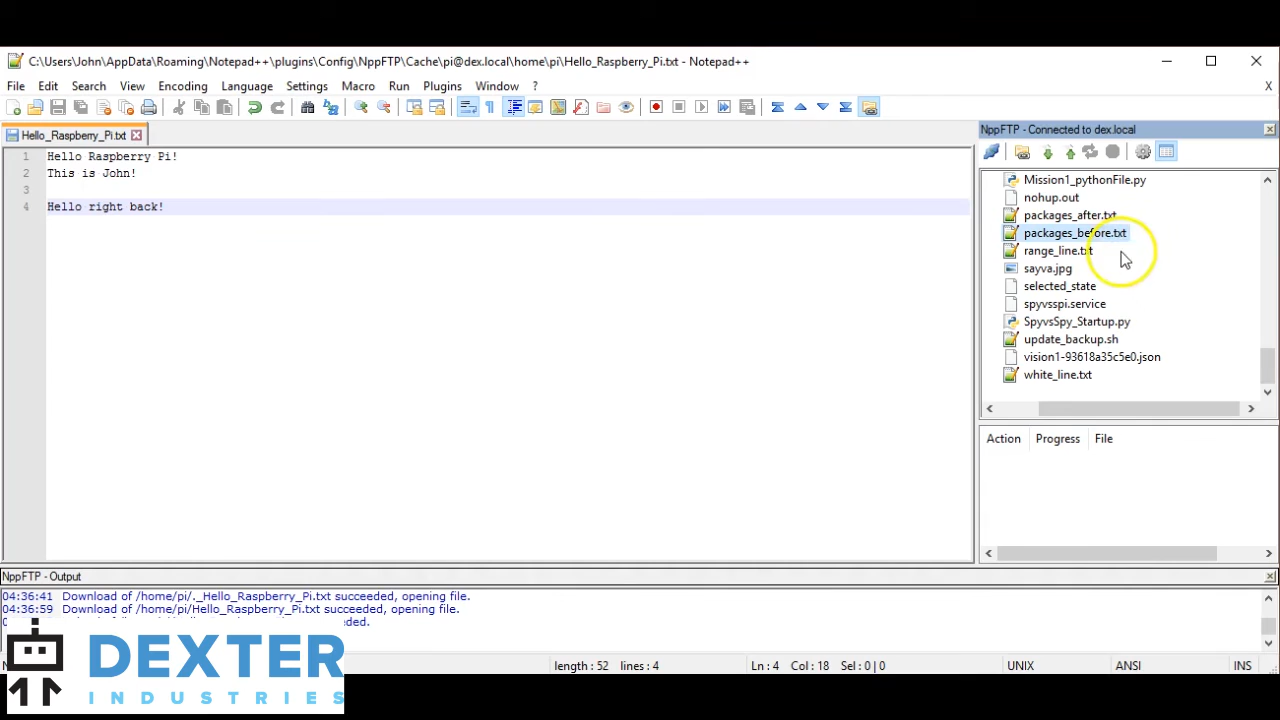 C:\Users\John\AppData\Roaming\Notepad++\plugins\Config\NppFTP\Cache\pi@dex.local\home\pi\Hello_Raspberry_Pi.txt - Notepad++
File Edit Search View Encoding Language Settings Macro Run Plugins Window ? X
Hello_Raspberry_Pi.txt
1 Hello Raspberry Pi!
2 This is John!
3
4 Hello right back!
NppFTP - Connected to dex.local
Mission1_pythonFile.py
nohup.out
packages_after.txt
packages_before.txt
range_line.txt
sayva.jpg
selected_state
spyvsspi.service
SpyvsSpy_Startup.py
update_backup.sh
vision1-93618a35c5e0.json
white_line.txt
Action Progress File
NppFTP - Output
04:36:41 Download of /home/pi/._Hello_Raspberry_Pi.txt succeeded, opening file.
04:36:59 Download of /home/pi/Hello_Raspberry_Pi.txt succeeded, opening file.
length : 52 lines : 4 Ln : 4 Col : 18 Sel : 0 | 0 UNIX ANSI INS
DEXTER
INDUSTRIES